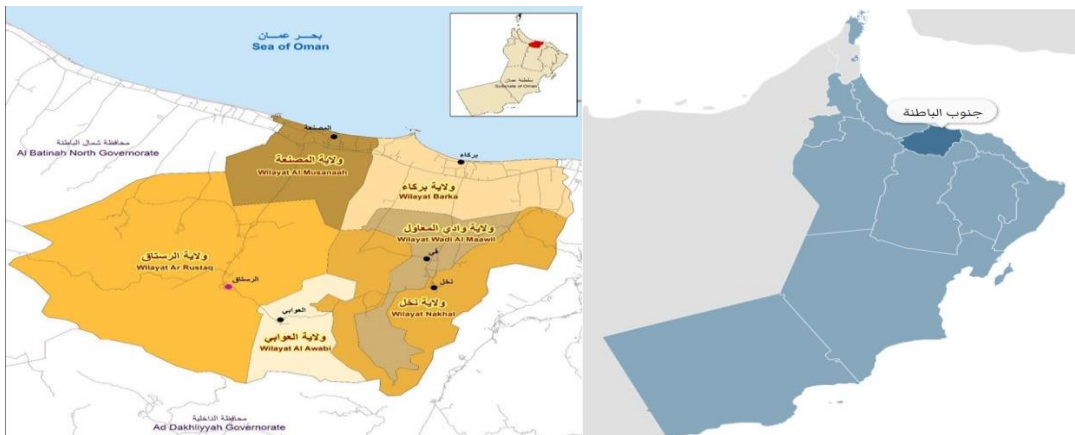 بحر عمان
Sea of Oman
سلطنة عمان
Sultanate of Oman
محافظة شمال الباطنة
Al Batinah North Governorate
المصنعة
ولاية المصنعة
Wilayat Al Musanaah
بركاء
ولاية بركاء
Wilayat Barka
ولاية وادي المعاول
Wilayat Wadi Al Maawil
ولاية الرستاق
Wilayat Ar Rustaq
الرستاق
نخل
ولاية نخل
Wilayat Nakhal
العوابي
ولاية العوابي
Wilayat Al Awabi
محافظة الداخلية
Ad Dakhliyyah Governorate
جنوب الباطنة